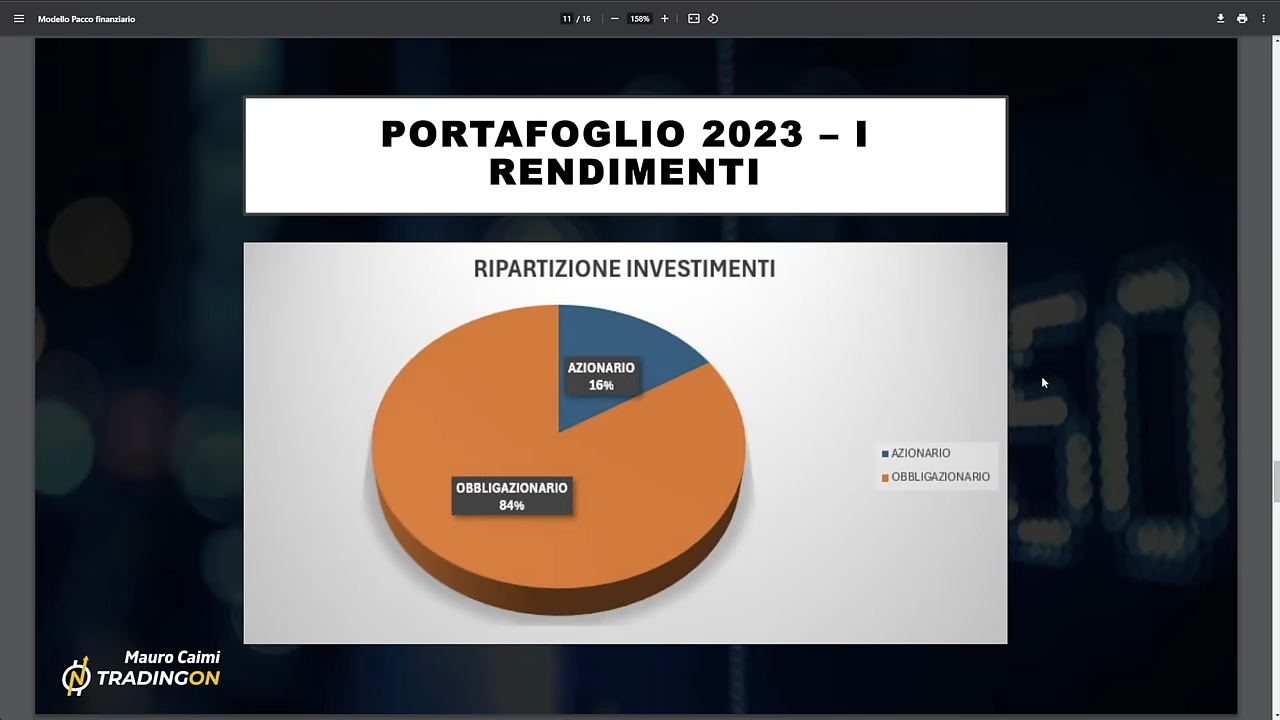 Modello Pacco finanziario
11 / 16
158%
PORTAFOGLIO 2023 – I
RENDIMENTI
RIPARTIZIONE INVESTIMENTI
AZIONARIO
16%
OBBLIGAZIONARIO
84%
AZIONARIO
OBBLIGAZIONARIO
Mauro Caimi
TRADINGON